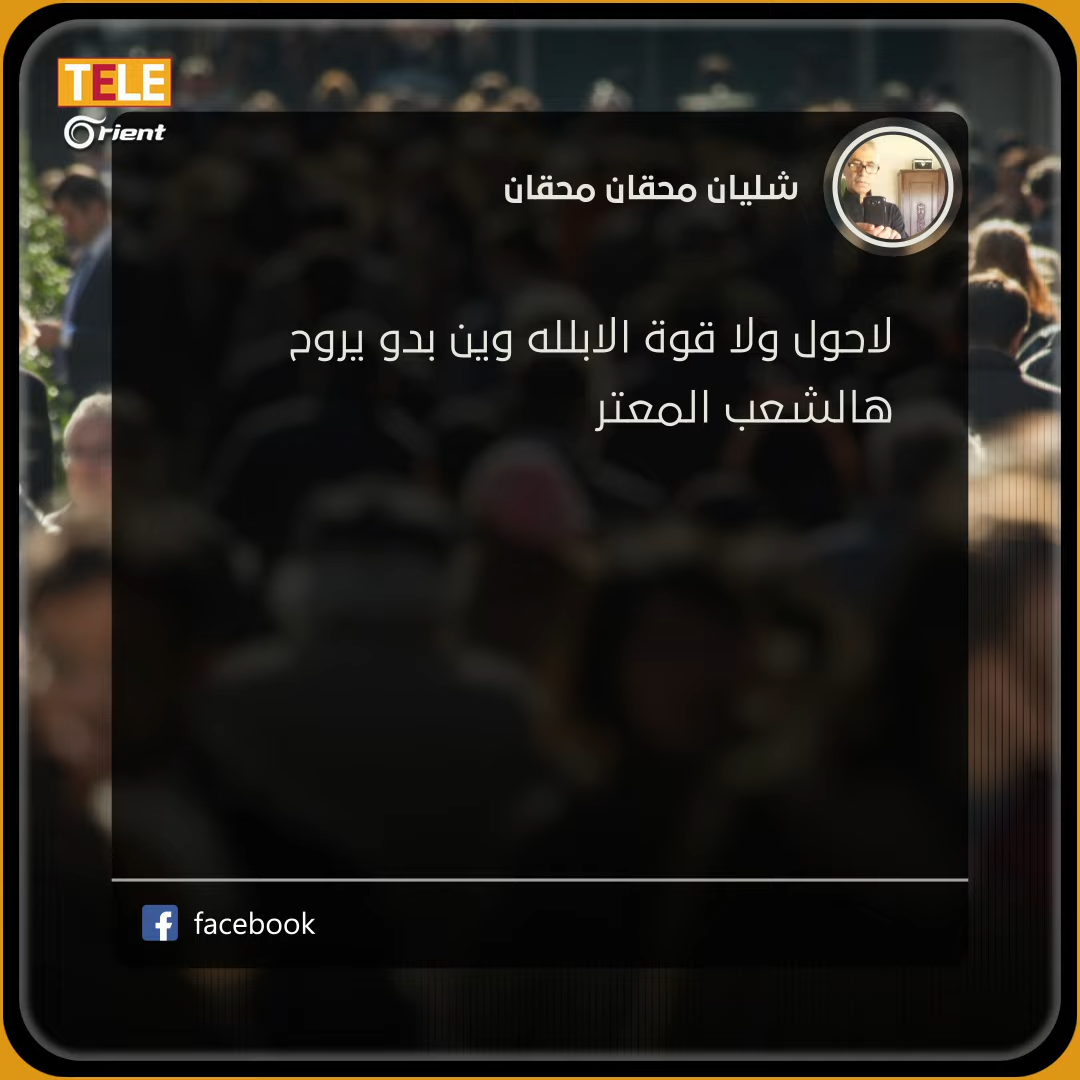 TELE
Orient
شليان محقان محقان
لاحول ولا قوة الابلله وين بدو يروح
هالشعب المعتر
facebook